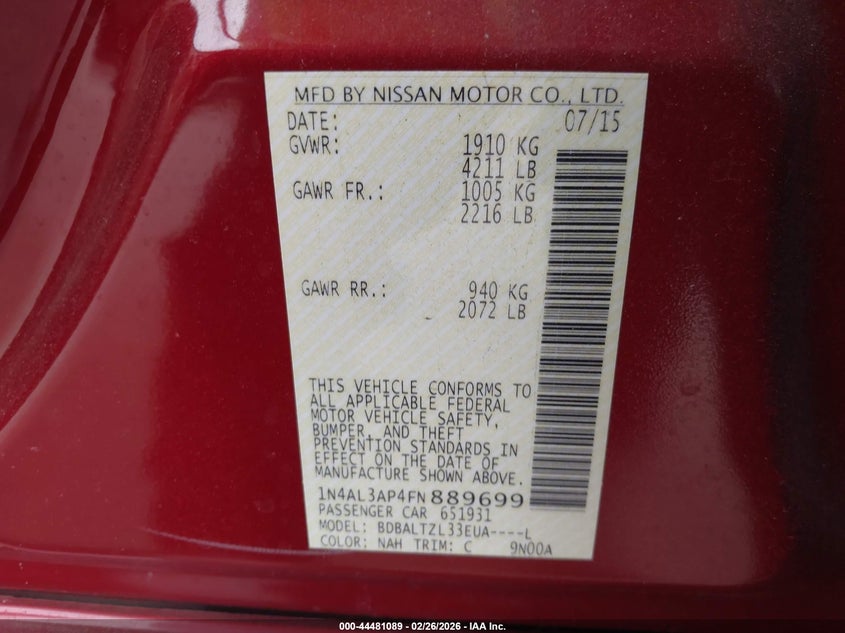 MFD BY NISSAN MOTOR CO., LTD.
DATE: 07/15
GVWR: 1910 KG
4211 LB
GAWR FR.: 1005 KG
2216 LB
GAWR RR.: 940 KG
2072 LB
THIS VEHICLE CONFORMS TO
ALL APPLICABLE FEDERAL
MOTOR VEHICLE SAFETY,
BUMPER, AND THEFT
PREVENTION STANDARDS IN
EFFECT ON THE DATE OF
MANUFACTURE SHOWN ABOVE.
1N4AL3AP4FN889699
PASSENGER CAR 651931
MODEL: BDBALTZL33EUA----L
COLOR: NAH TRIM: C 9N00A
000-44481089 - 02/26/2026 - IAA Inc.